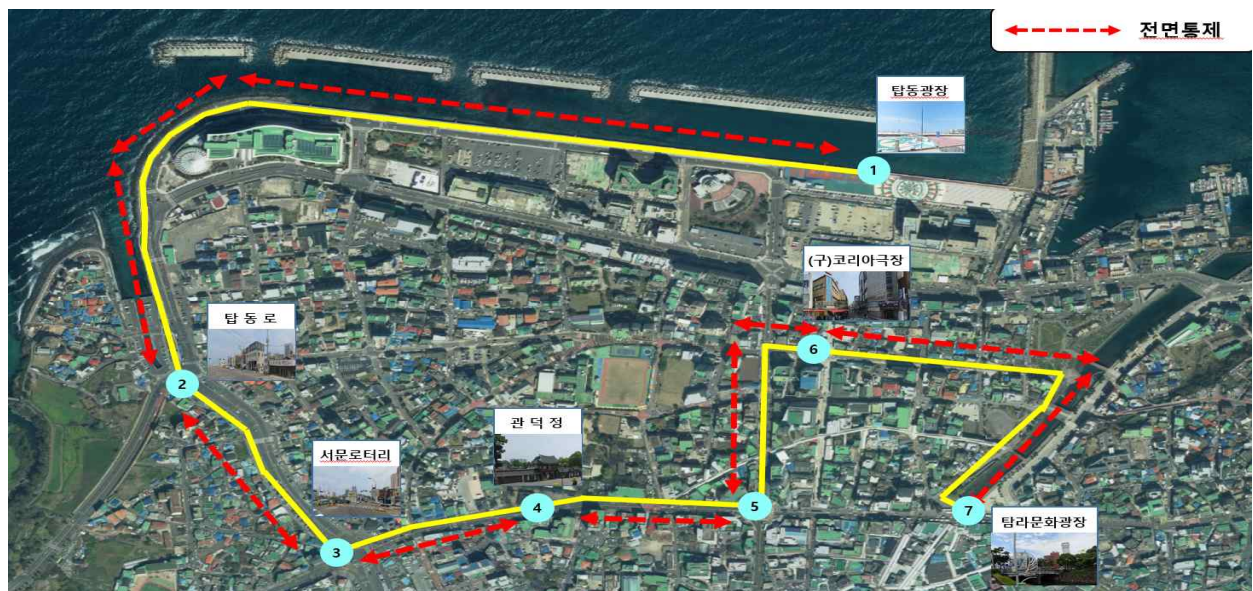 전면통제
탑동광장
1
(구)코리아극장
탑 동 로
6
2
관 덕 정
서문로터리
4
5
7
탐라문화광장
3